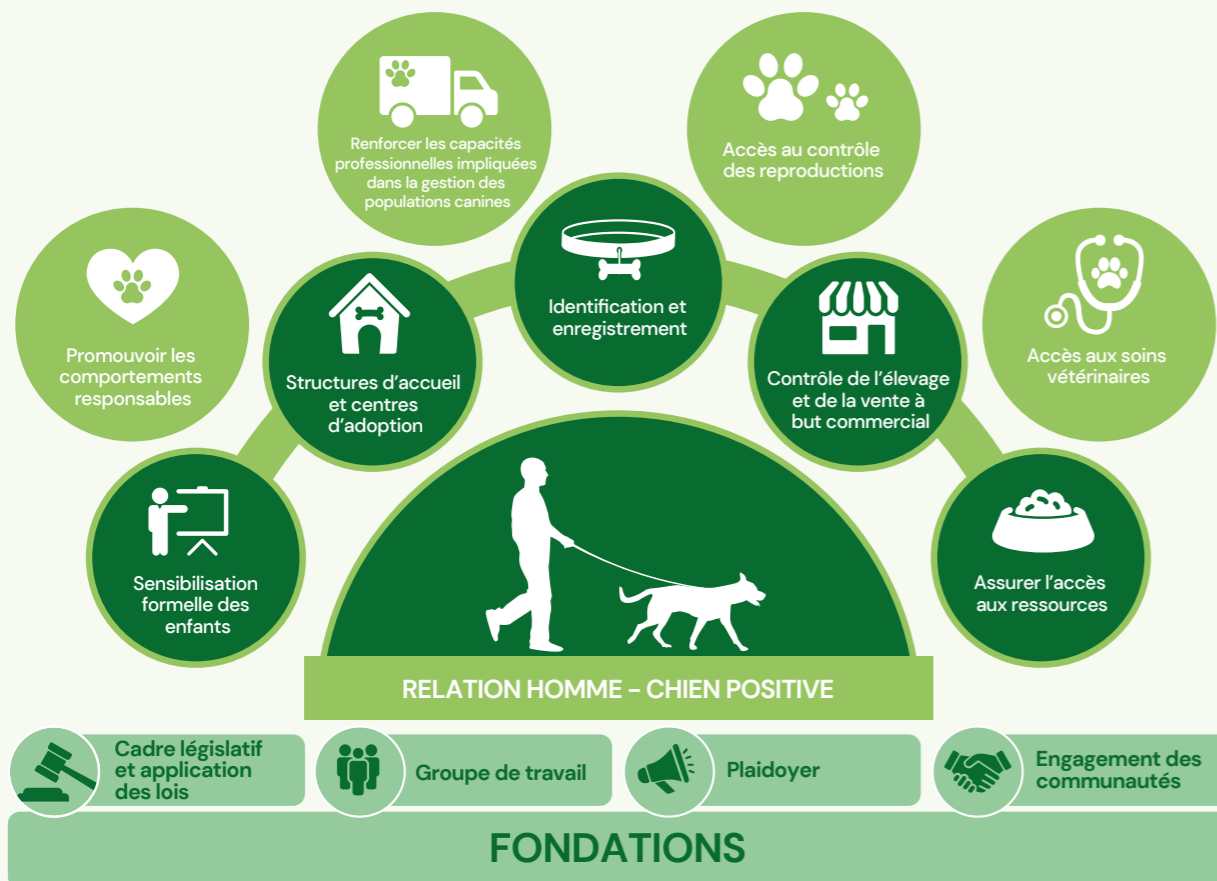 Renforcer les capacités
professionnelles impliquées
dans la gestion des
populations canines
Accès au contrôle
des reproductions
Promouvoir les
comportements
responsables
Structures d’accueil
et centres
d’adoption
Identification et
enregistrement
Contrôle de l’élevage
et de la vente à
but commercial
Accès aux soins
vétérinaires
Sensibilisation
formelle des
enfants
Assurer l’accès
aux ressources
RELATION HOMME – CHIEN POSITIVE
Cadre législatif
et application
des lois
Groupe de travail
Plaidoyer
Engagement des
communautés
FONDATIONS